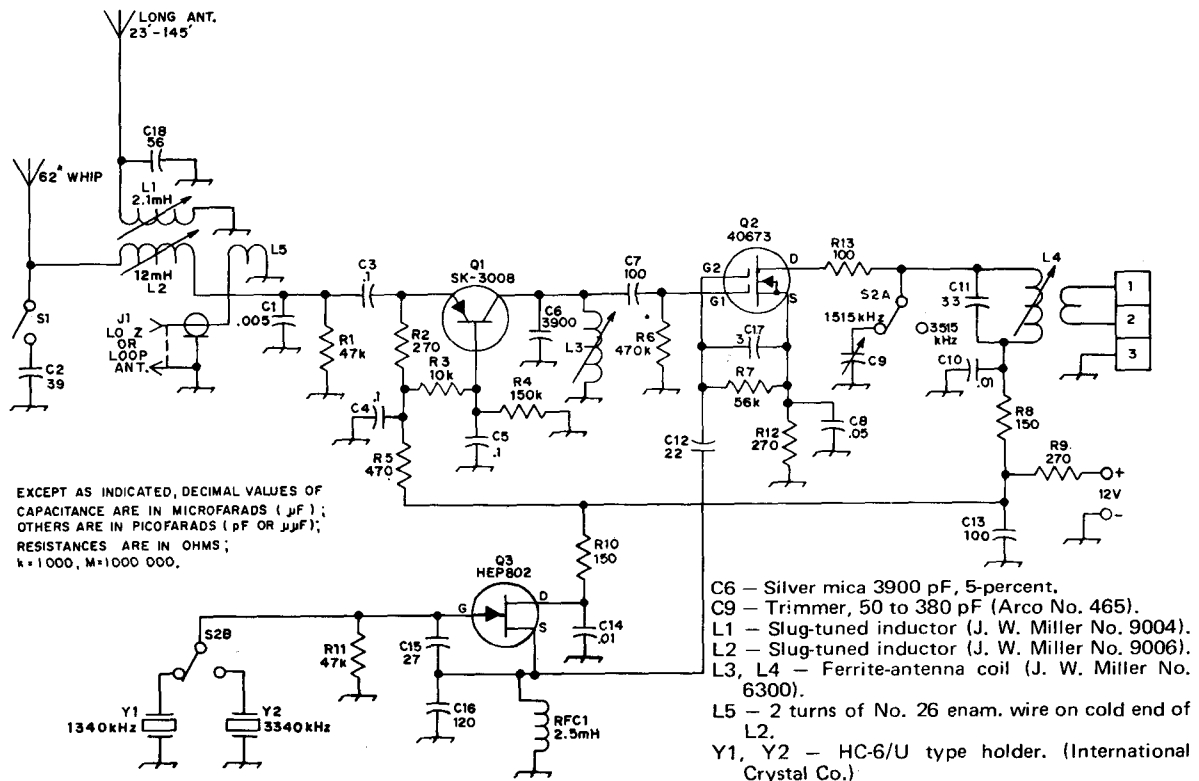 LONG ANT.
23'-145'
C18
56
62" WHIP
L1
2.1mH
12mH
L2
L5
S1
C2
39
J1
LO Z
OR
LOOP
ANT.
C1
.005
R1
47k
C3
.1
R2
270
R3
10k
Q1
SK-3008
R4
150k
C4
.1
R5
470
C5
.1
C6
3900
L3
C7
100
R6
470k
Q2
40673
G2
G1
D
S
C17
3
R7
56k
C12
22
R12
270
C8
.05
R13
100
S2A
1515kHz
3515
kHz
C9
C11
33
L4
C10
.01
1
2
3
R8
150
R9
270
+
12V
-
C13
100
EXCEPT AS INDICATED, DECIMAL VALUES OF
CAPACITANCE ARE IN MICROFARADS ( µF ) ;
OTHERS ARE IN PICOFARADS ( pF OR µµF);
RESISTANCES ARE IN OHMS ;
k=1000, M=1000 000.
R10
150
Q3
HEP802
G
D
S
C14
.01
S2B
R11
47k
C15
27
C16
120
RFC1
2.5mH
Y1
1340kHz
Y2
3340kHz
C6 – Silver mica 3900 pF, 5-percent.
C9 – Trimmer, 50 to 380 pF (Arco No. 465).
L1 – Slug-tuned inductor (J. W. Miller No. 9004).
L2 – Slug-tuned inductor (J. W. Miller No. 9006).
L3, L4 – Ferrite-antenna coil (J. W. Miller No.
6300).
L5 – 2 turns of No. 26 enam. wire on cold end of
L2.
Y1, Y2 – HC-6/U type holder. (International
Crystal Co.)